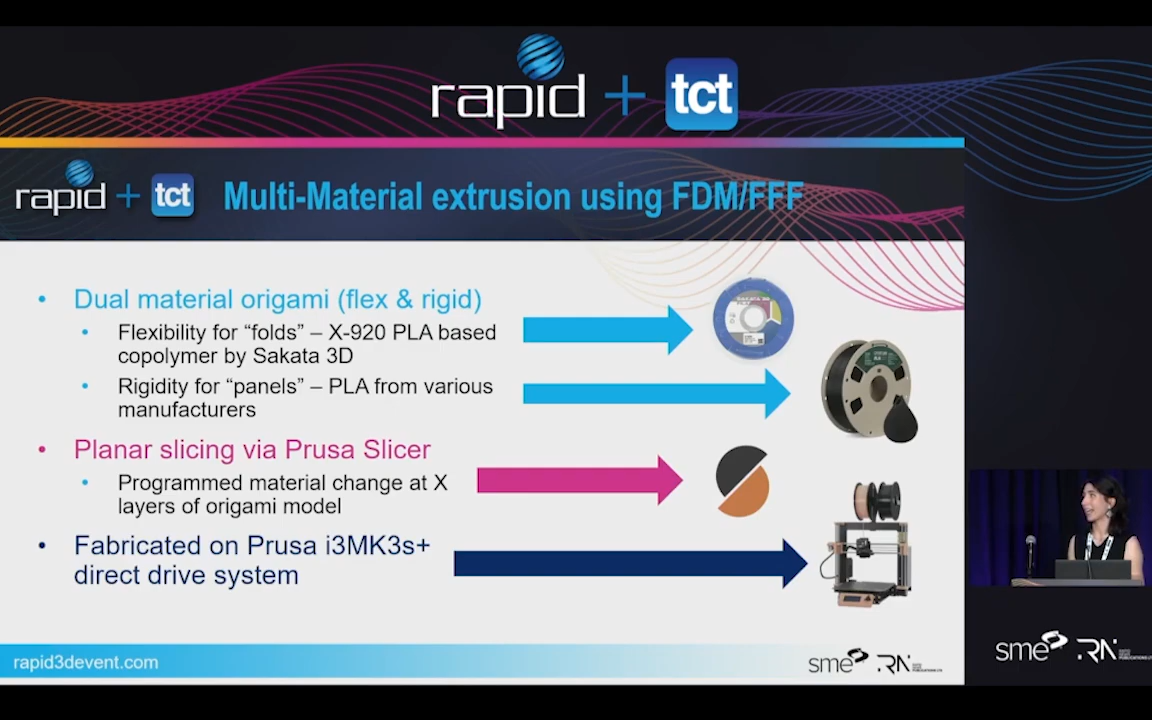 rapid + tct
rapid + tct
Multi-Material extrusion using FDM/FFF
• Dual material origami (flex & rigid)
• Flexibility for “folds” – X-920 PLA based
copolymer by Sakata 3D
• Rigidity for “panels” – PLA from various
manufacturers
• Planar slicing via Prusa Slicer
• Programmed material change at X
layers of origami model
• Fabricated on Prusa i3MK3s+
direct drive system
rapid3devent.com
sme
sme